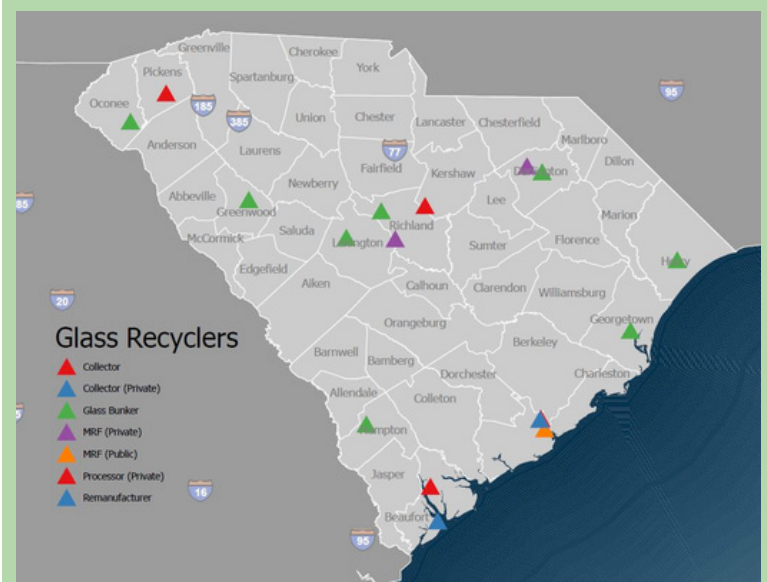 Greenville
Cherokee
Pickens
York
Spartanburg
Oconee
95
185
385
Union
Chester
Lancaster
Chesterfield
Anderson
Laurens
77
Marlboro
Dillon
Fairfield
Kershaw
Newberry
Abbeville
Greenwood
Lee
Marion
85
Richland
Saluda
McCormick
Lexington
Sumter
Florence
Edgefield
Aiken
Calhoun
Clarendon
Williamsburg
20
Orangeburg
Georgetown
Glass Recyclers
Berkeley
Barnwell
Bamberg
Collector
Dorchester
Charleston
Collector (Private)
Allendale
Colleton
Glass Bunker
MRF (Private)
MRF (Public)
Jasper
Processor (Private)
16
Remanufacturer
Beaufort
95